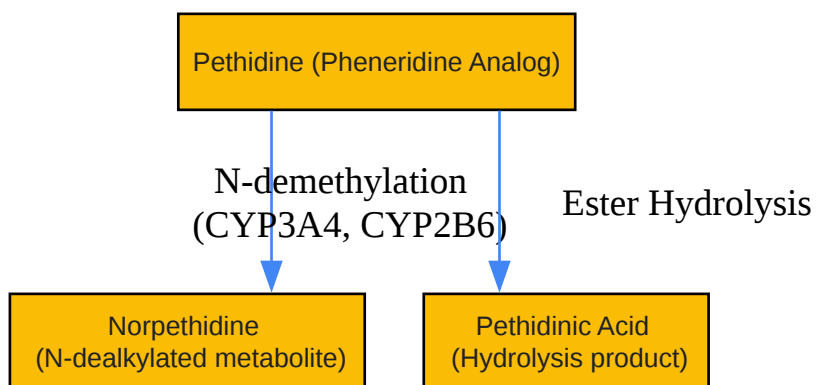 Pethidine (Pheneridine Analog)
N-demethylation
(CYP3A4, CYP2B6)
Ester Hydrolysis
Norpethidine
(N-dealkylated metabolite)
Pethidinic Acid
(Hydrolysis product)